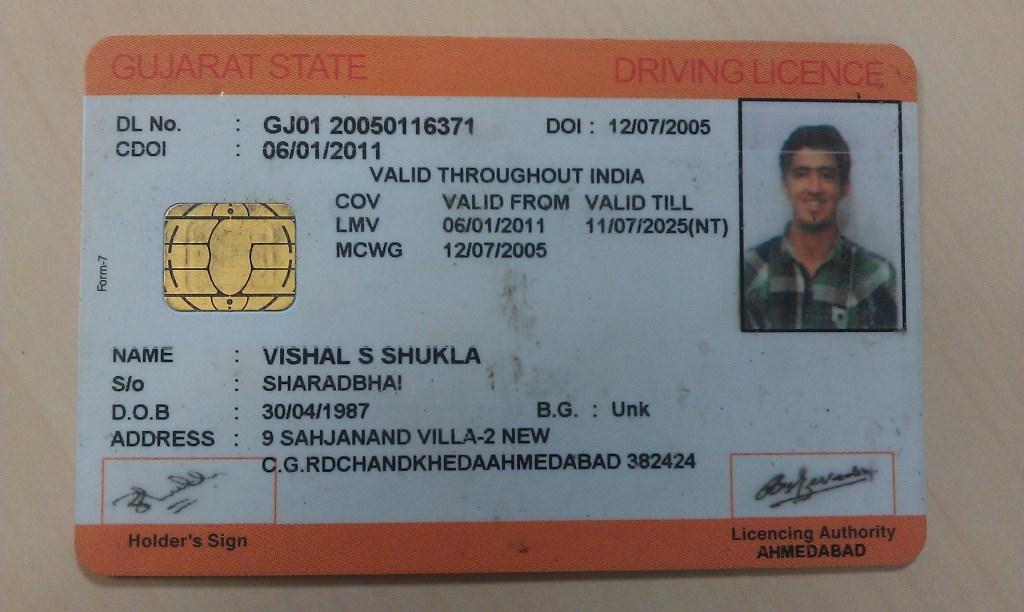 GUJARAT STATE DRIVING LICENCE
DL No. : GJ01 20050116371 DOI : 12/07/2005
CDOI : 06/01/2011
VALID THROUGHOUT INDIA
COV VALID FROM VALID TILL
LMV 06/01/2011 11/07/2025(NT)
MCWG 12/07/2005
Form-7
NAME : VISHAL S SHUKLA
S/o : SHARADBHAI
D.O.B : 30/04/1987 B.G. : Unk
ADDRESS : 9 SAHJANAND VILLA-2 NEW
C.G.RDCHANDKHEDAAHMEDABAD 382424
Holder's Sign
Licencing Authority
AHMEDABAD